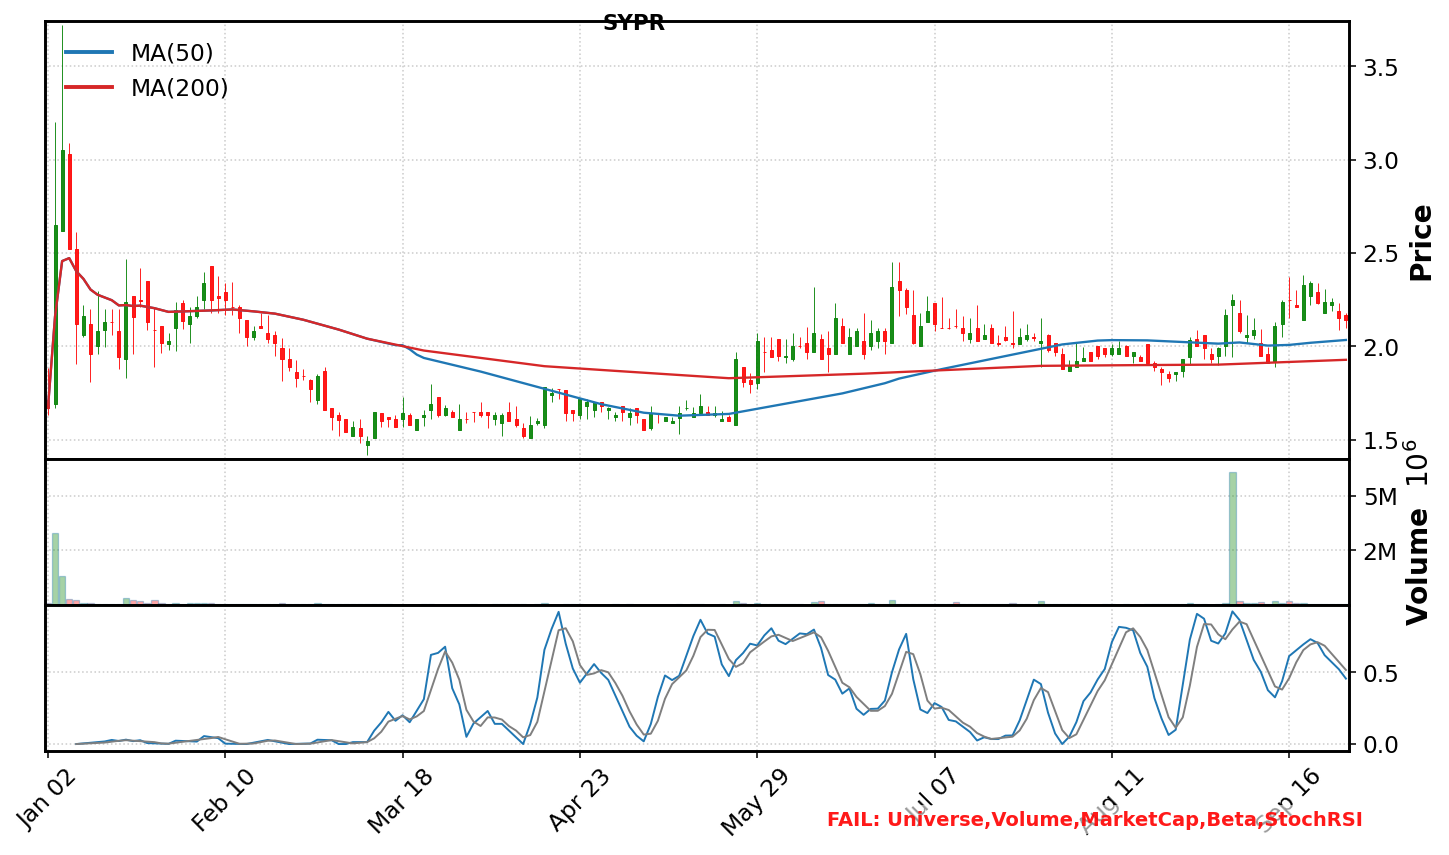 SYPR
MA(50)
MA(200)
3.5
3.0
2.5
2.0
1.5
Price
5M
2M
Volume 10^6
0.5
0.0
Jan 02
Feb 10
Mar 18
Apr 23
May 29
Jul 07
Aug 11
Sep 16
FAIL: Universe,Volume,MarketCap,Beta,StochRSI